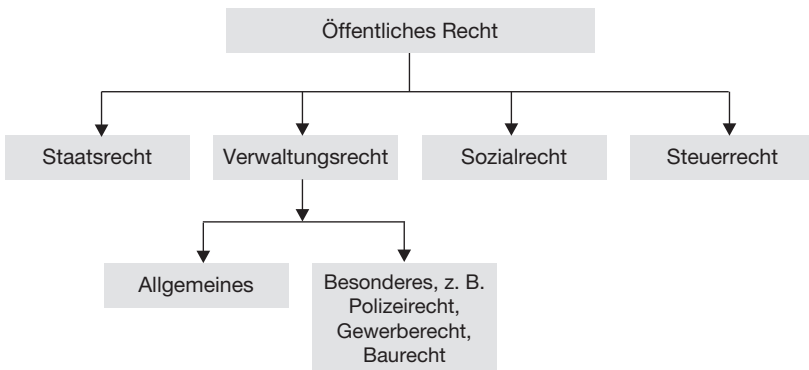 Öffentliches Recht
Staatsrecht
Verwaltungsrecht
Sozialrecht
Steuerrecht
Allgemeines
Besonderes, z. B.
Polizeirecht,
Gewerberecht,
Baurecht